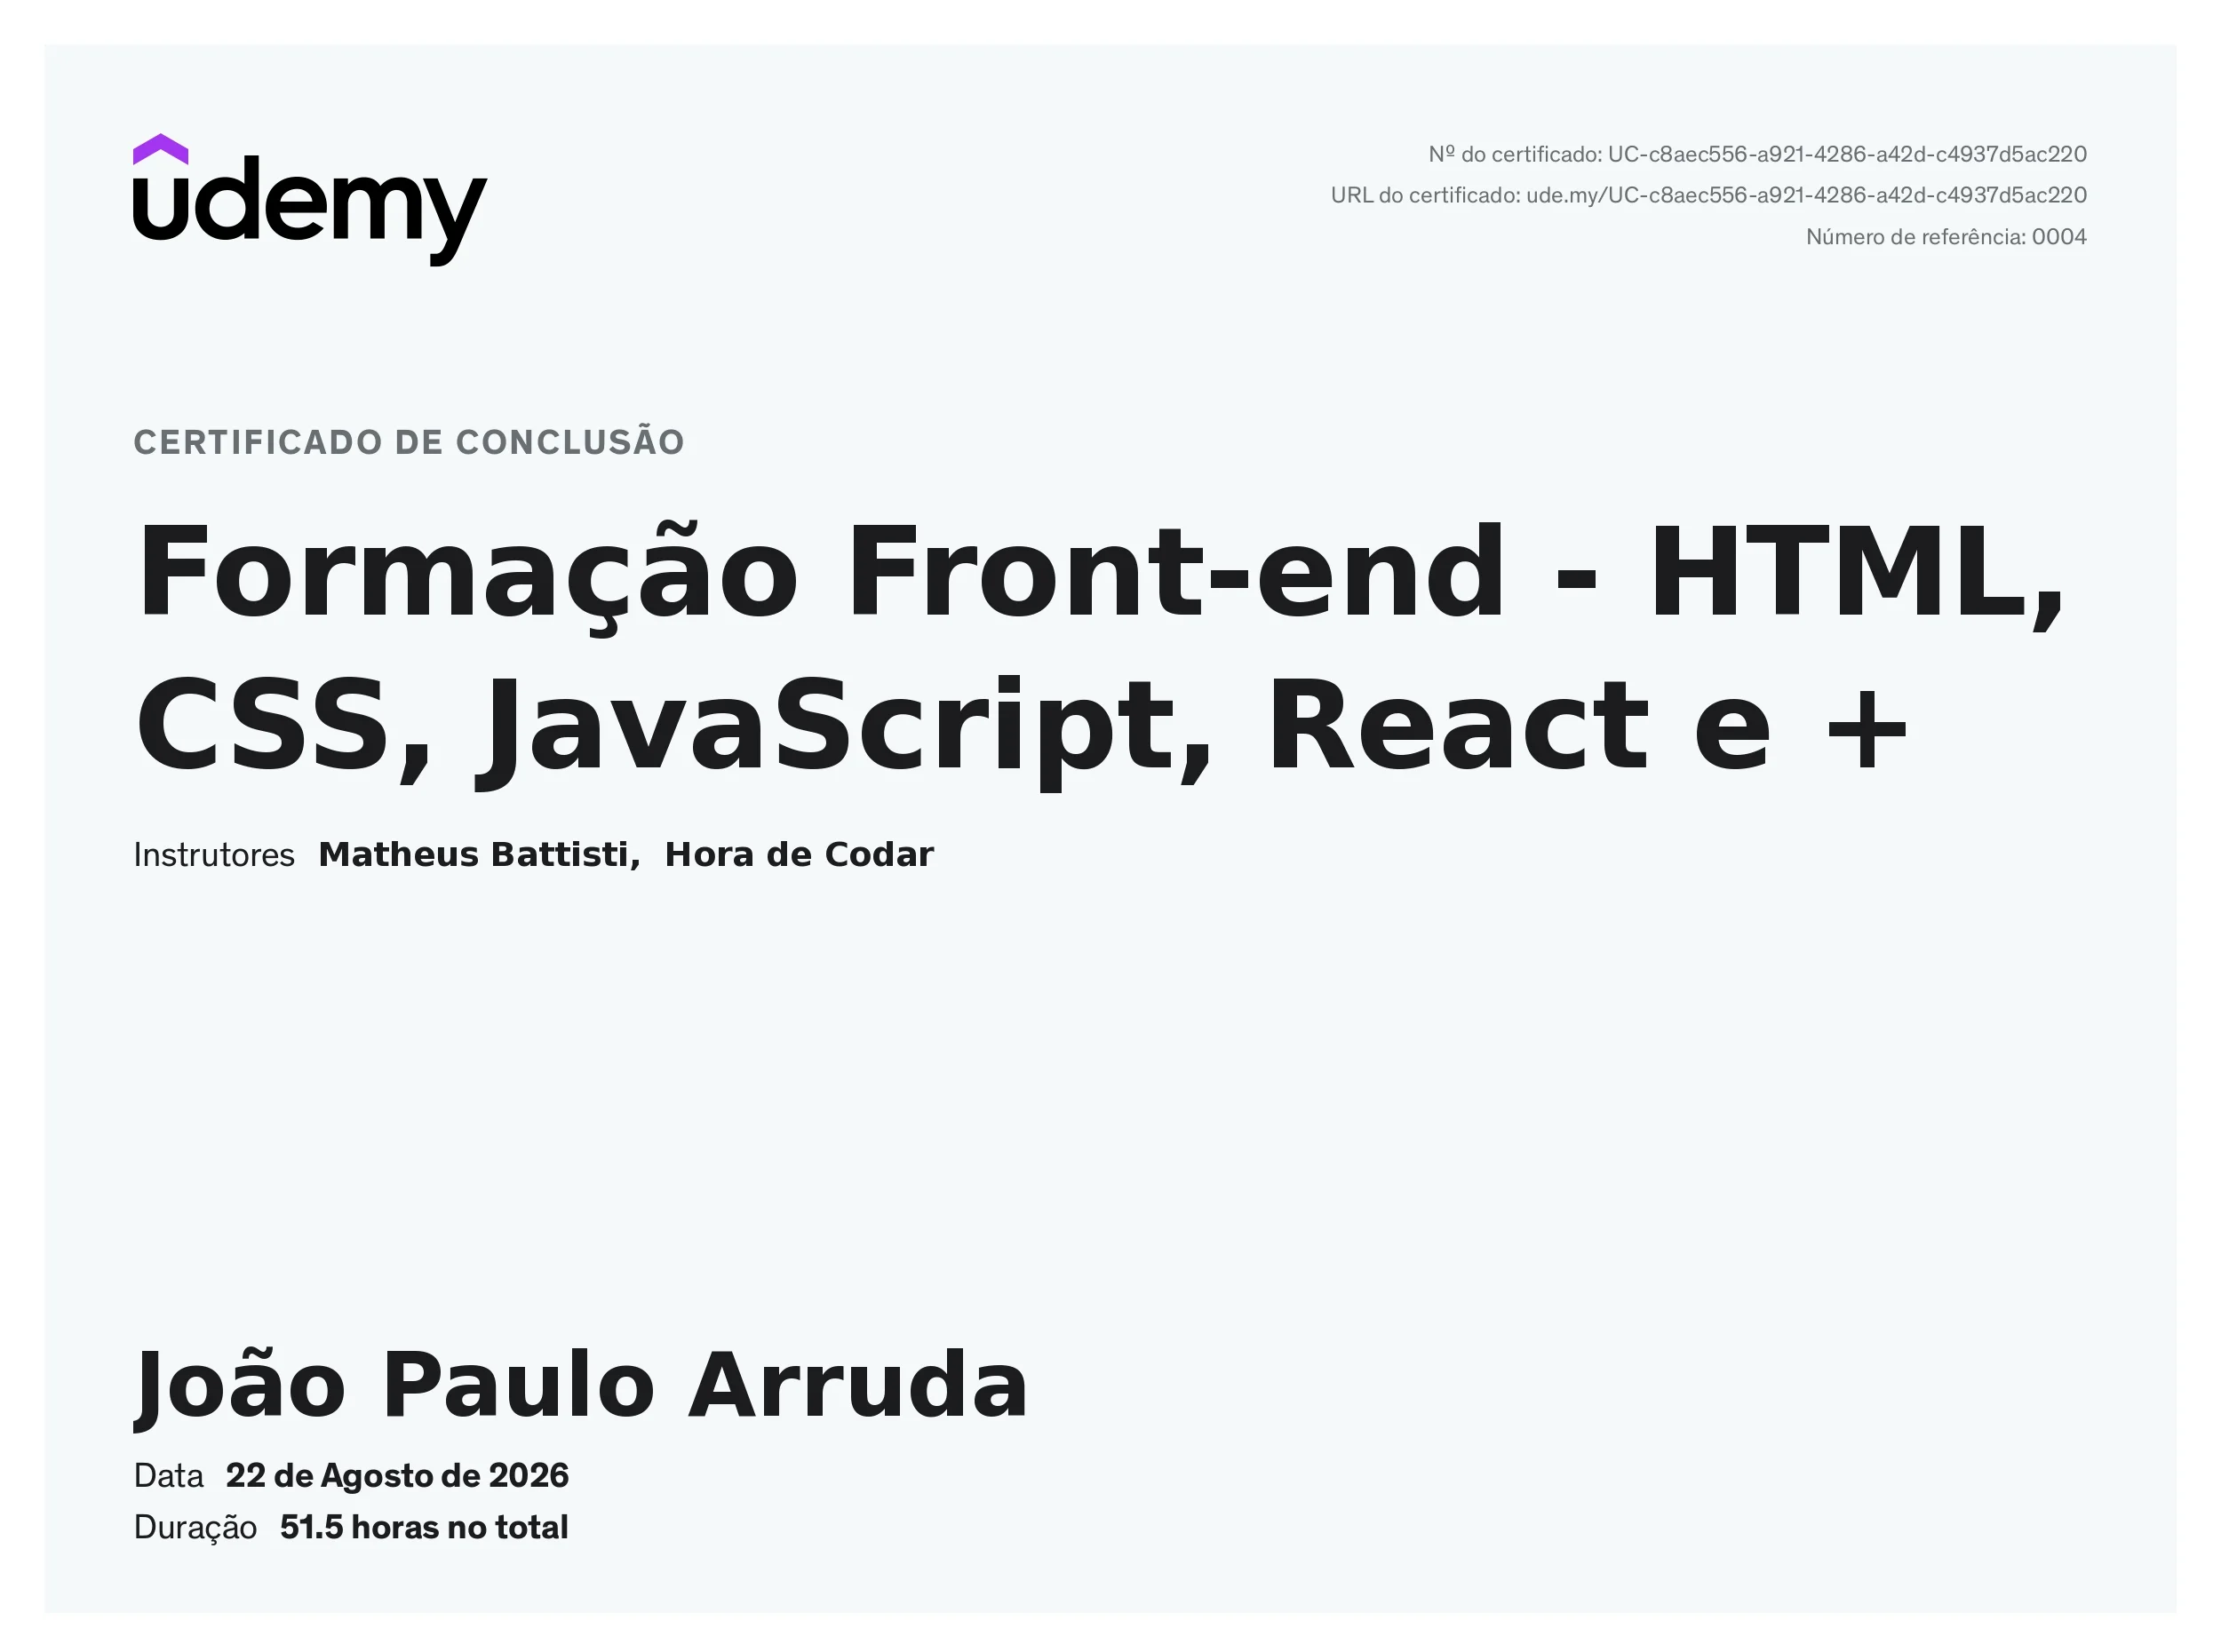 udemy
Nº do certificado: UC-c8aec556-a921-4286-a42d-c4937d5ac220
URL do certificado: ude.my/UC-c8aec556-a921-4286-a42d-c4937d5ac220
Número de referência: 0004
CERTIFICADO DE CONCLUSÃO
Formação Front-end - HTML,
CSS, JavaScript, React e +
Instrutores Matheus Battisti, Hora de Codar
João Paulo Arruda
Data 22 de Agosto de 2026
Duração 51.5 horas no total